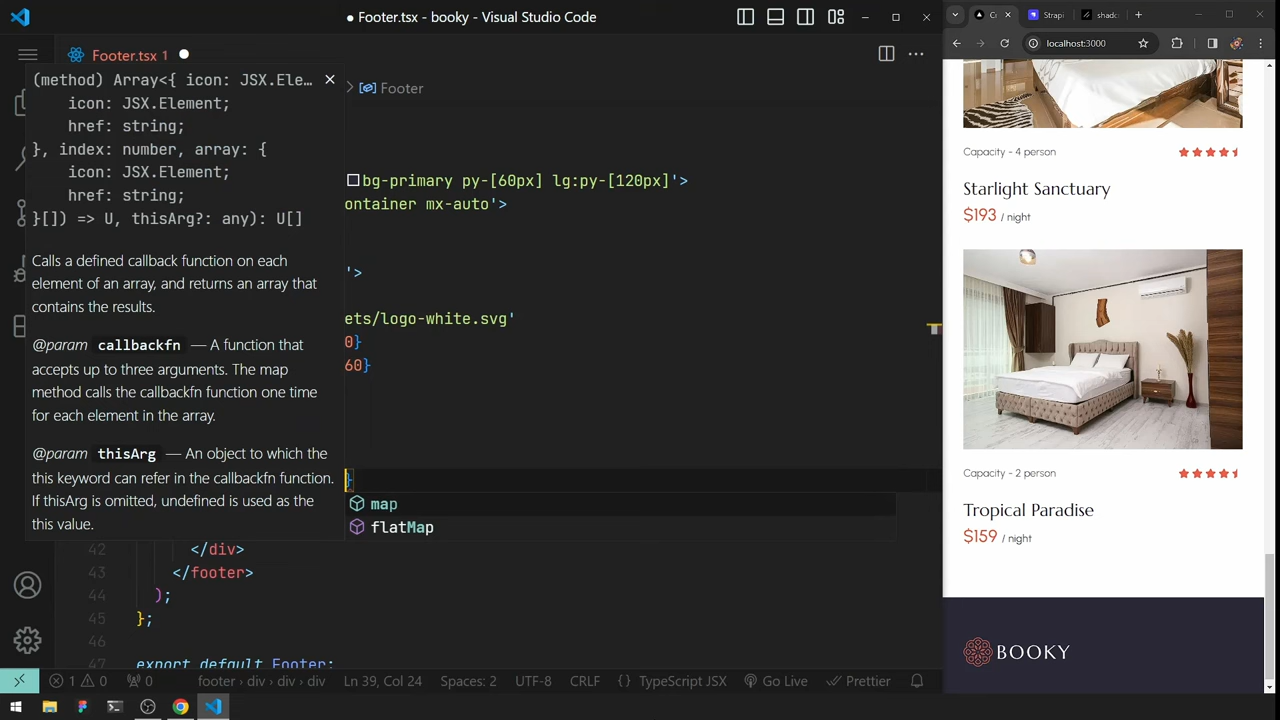 ● Footer.tsx - booky - Visual Studio Code
Footer.tsx 1
Footer
(method) Array<{ icon: JSX.Ele…
icon: JSX.Element;
href: string;
}, index: number, array: {
icon: JSX.Element;
href: string;
}[]) => U, thisArg?: any): U[]
Calls a defined callback function on each
element of an array, and returns an array that
contains the results.
@param callbackfn — A function that
accepts up to three arguments. The map
method calls the callbackfn function one time
for each element in the array.
@param thisArg — An object to which the
this keyword can refer in the callbackfn function.
If thisArg is omitted, undefined is used as the
this value.
bg-primary py-[60px] lg:py-[120px]'>
ontainer mx-auto'>
'>
ets/logo-white.svg'
0}
60}
}
map
flatMap
42 </div>
43 </footer>
44 );
45 };
46
47 export default Footer;
1 0 0 footer › div › div › div Ln 39, Col 24 Spaces: 2 UTF-8 CRLF {} TypeScript JSX Go Live Prettier
Strapi
shado
localhost:3000
Capacity - 4 person
Starlight Sanctuary
$193 / night
Capacity - 2 person
Tropical Paradise
$159 / night
BOOKY